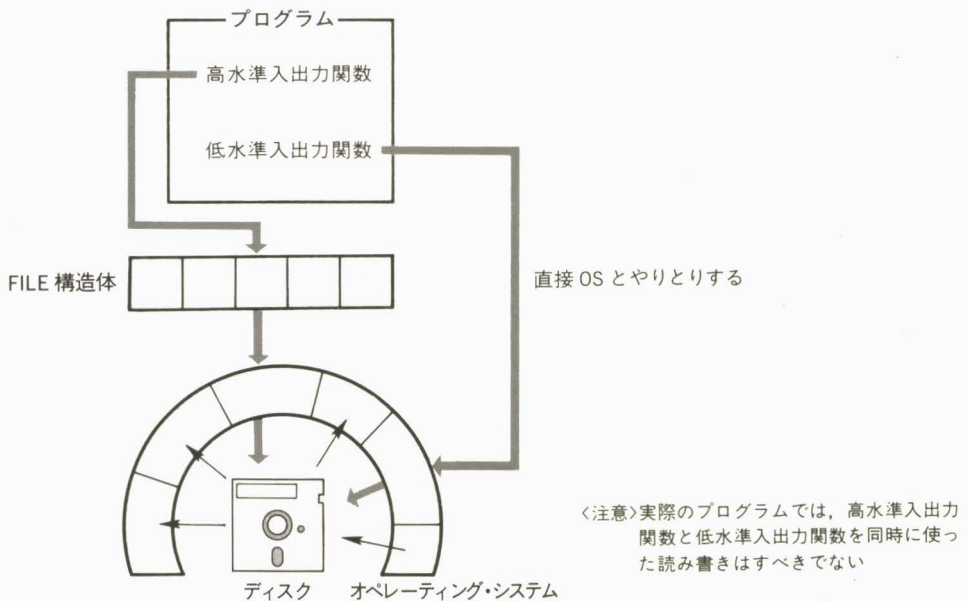 プログラム
高水準入出力関数
低水準入出力関数
FILE 構造体
直接 OS とやりとりする
〈注意〉実際のプログラムでは，高水準入出力
関数と低水準入出力関数を同時に使っ
た読み書きはすべきでない
ディスク
オペレーティング・システム